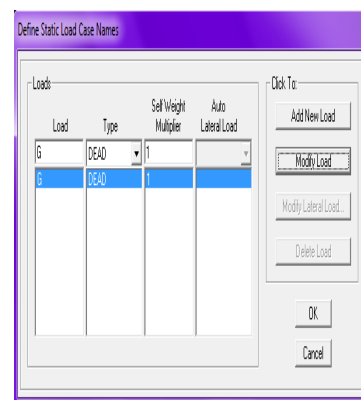 Define Static Load Case Names
Loads
Click To:
Load Type Self Weight Multiplier Auto Lateral Load
G DEAD 1
G DEAD 1
Add New Load
Modify Load
Modify Lateral Load...
Delete Load
OK
Cancel